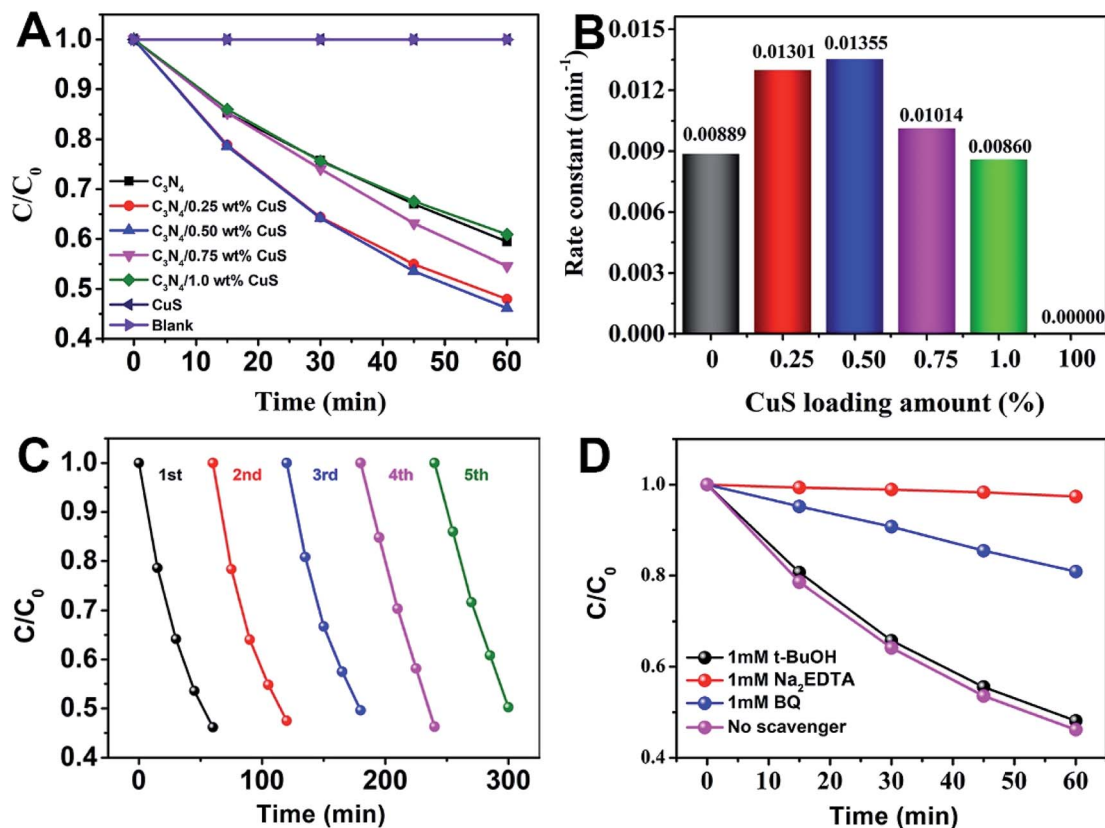 A
C/C₀
1.0
0.9
0.8
0.7
0.6
0.5
0.4
C₃N₄
C₃N₄/0.25 wt% CuS
C₃N₄/0.50 wt% CuS
C₃N₄/0.75 wt% CuS
C₃N₄/1.0 wt% CuS
CuS
Blank
0 10 20 30 40 50 60
Time (min)
B
Rate constant (min⁻¹)
0.015
0.012
0.009
0.006
0.003
0.000
0.00889
0.01301
0.01355
0.01014
0.00860
0.00000
0 0.25 0.50 0.75 1.0 100
CuS loading amount (%)
C
C/C₀
1.0
0.9
0.8
0.7
0.6
0.5
0.4
1st 2nd 3rd 4th 5th
0 100 200 300
Time (min)
D
C/C₀
1.0
0.8
0.6
0.4
1mM t-BuOH
1mM Na₂EDTA
1mM BQ
No scavenger
0 10 20 30 40 50 60
Time (min)